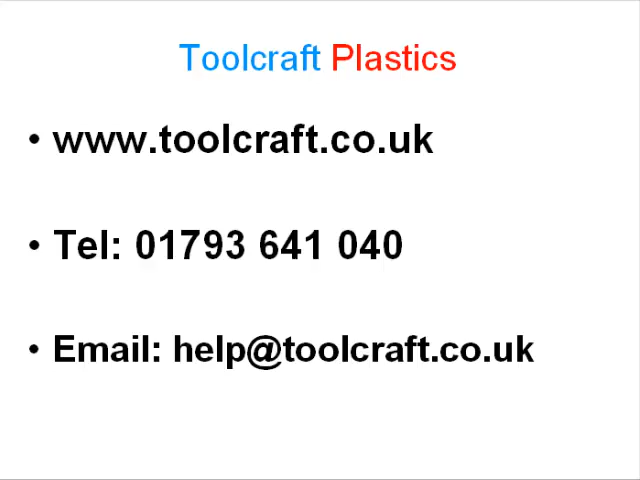 Toolcraft Plastics
• www.toolcraft.co.uk
• Tel: 01793 641 040
• Email: help@toolcraft.co.uk